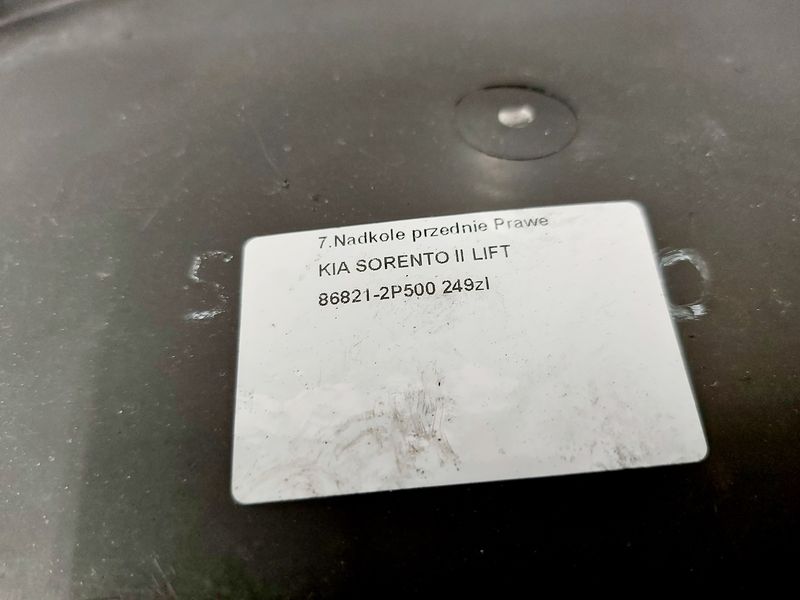 7.Nadkole przednie Prawe
KIA SORENTO II LIFT
86821-2P500 249zl